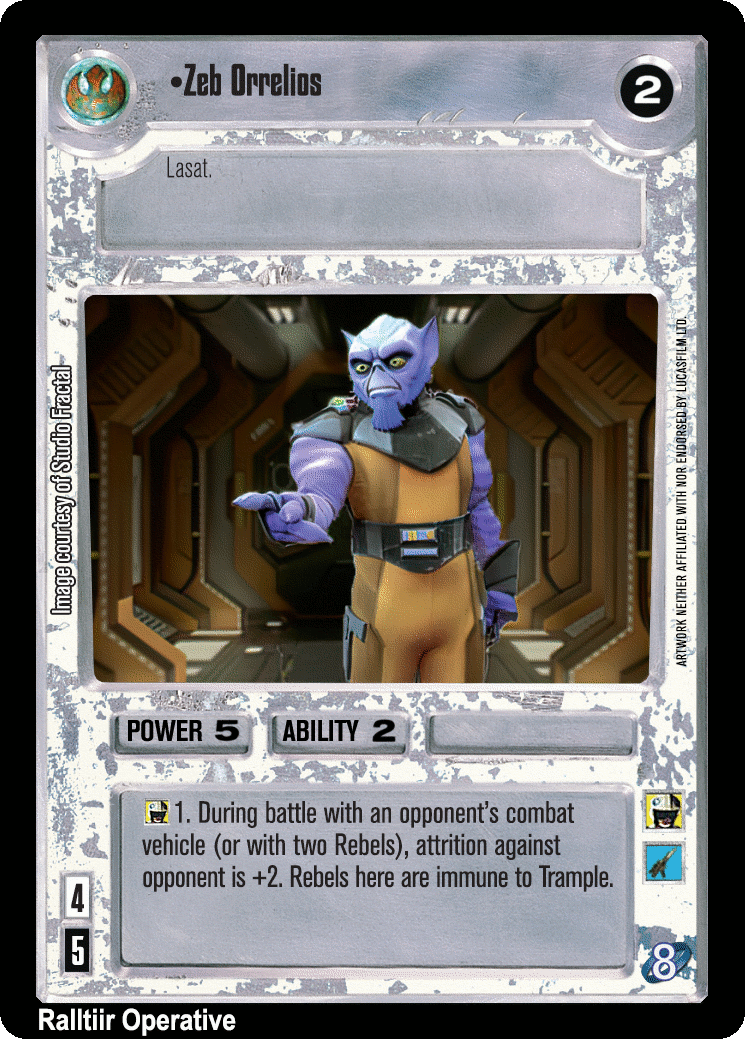 •Zeb Orrelios
2
Lasat.
Image courtesy of Studio Fractal
ARTWORK NEITHER AFFILIATED WITH NOR ENDORSED BY LUCASFILM LTD.
POWER 5
ABILITY 2
1. During battle with an opponent's combat
vehicle (or with two Rebels), attrition against
opponent is +2. Rebels here are immune to Trample.
4
5
8
Ralltiir Operative